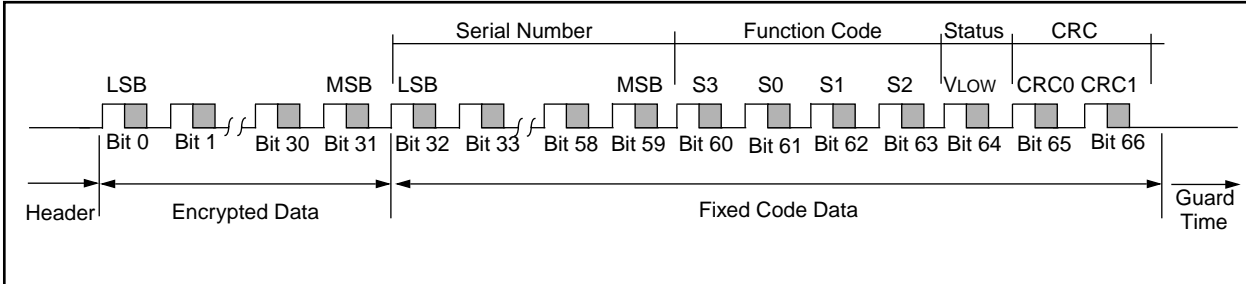 Serial Number Function Code Status CRC
LSB MSB LSB MSB S3 S0 S1 S2 VLOW CRC0 CRC1
Bit 0 Bit 1 Bit 30 Bit 31 Bit 32 Bit 33 Bit 58 Bit 59 Bit 60 Bit 61 Bit 62 Bit 63 Bit 64 Bit 65 Bit 66
Header Encrypted Data Fixed Code Data Guard
Time